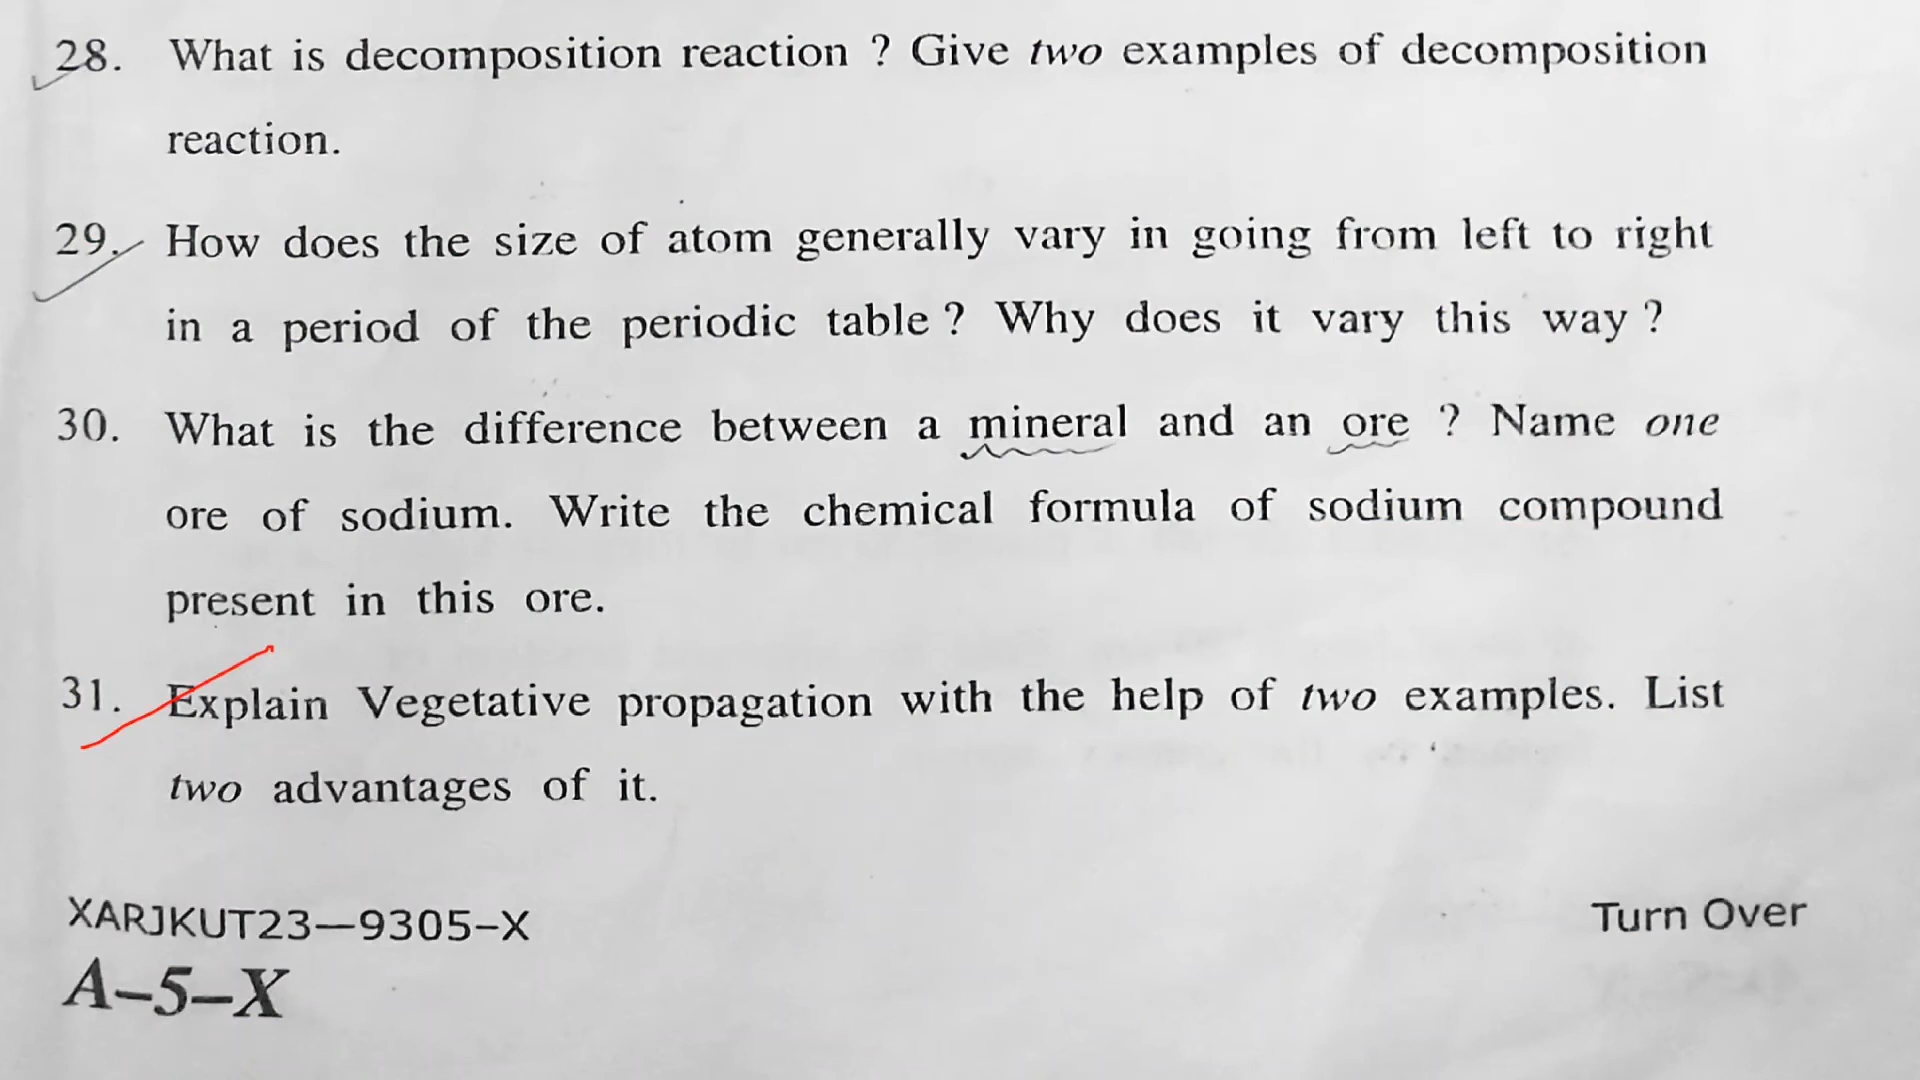 28. What is decomposition reaction ? Give two examples of decomposition
reaction.
29. How does the size of atom generally vary in going from left to right
in a period of the periodic table ? Why does it vary this way ?
30. What is the difference between a mineral and an ore ? Name one
ore of sodium. Write the chemical formula of sodium compound
present in this ore.
31. Explain Vegetative propagation with the help of two examples. List
two advantages of it.
XARJKUT23—9305–X
Turn Over
A–5–X